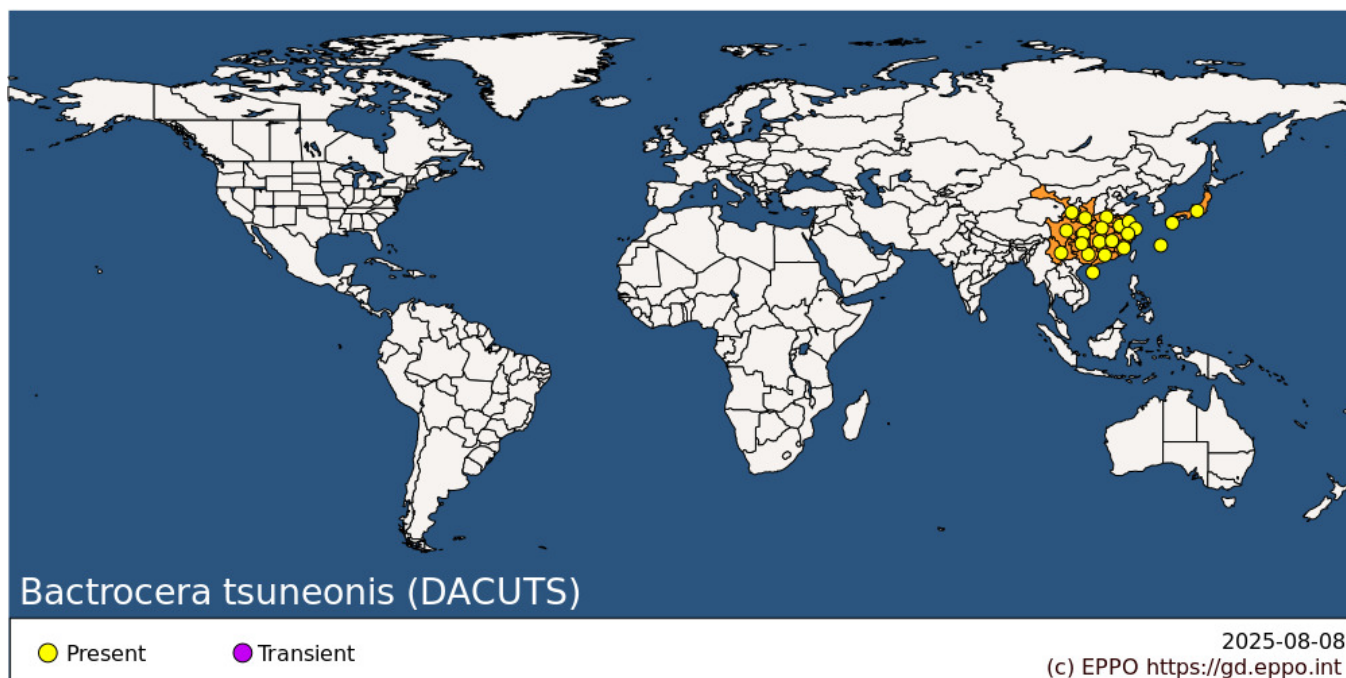 Bactrocera tsuneonis (DACUTS)
Present
Transient
2025-08-08
(c) EPPO https://gd.eppo.int